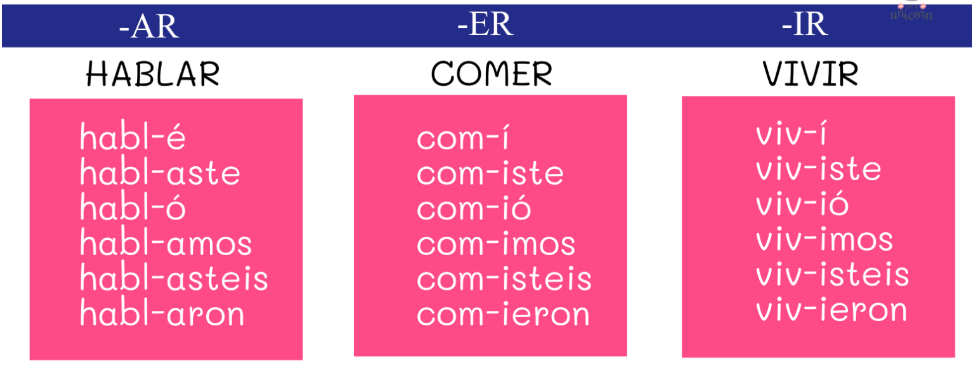 -AR
-ER
-IR
HABLAR
COMER
VIVIR
habl-é
habl-aste
habl-ó
habl-amos
habl-asteis
habl-aron
com-í
com-iste
com-ió
com-imos
com-isteis
com-ieron
viv-í
viv-iste
viv-ió
viv-imos
viv-isteis
viv-ieron